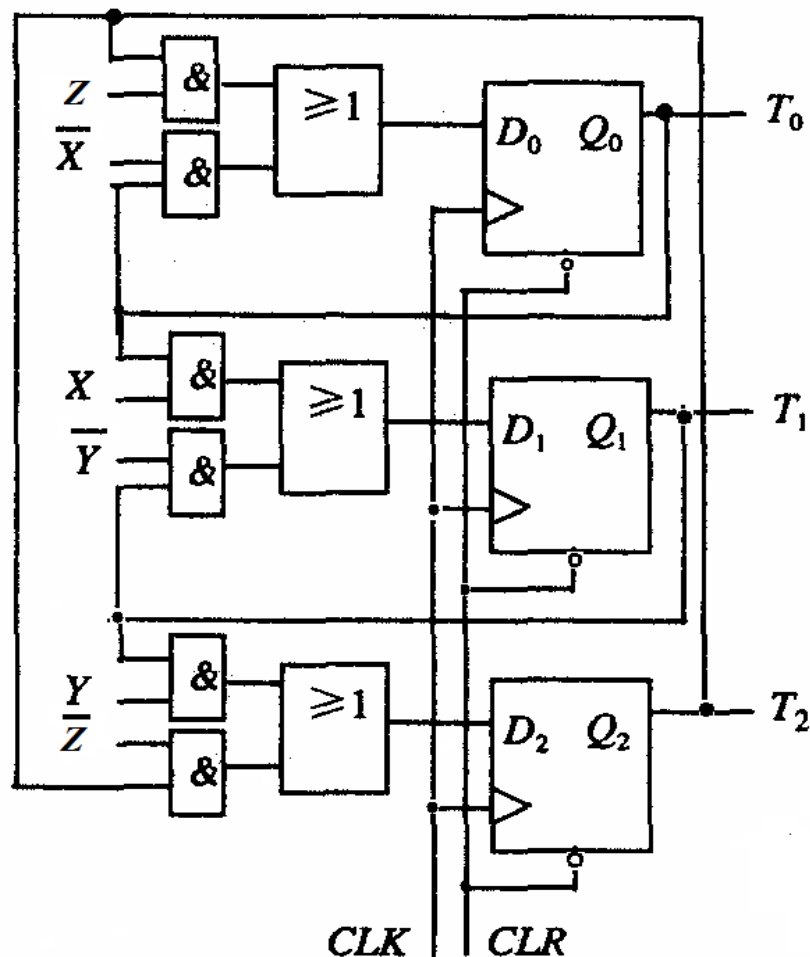 &
Z
≥1
T₀
D₀ Q₀
X̅
&
&
X
≥1
T₁
D₁ Q₁
Y̅
&
&
Y
≥1
T₂
D₂ Q₂
Z̅
&
CLK CLR